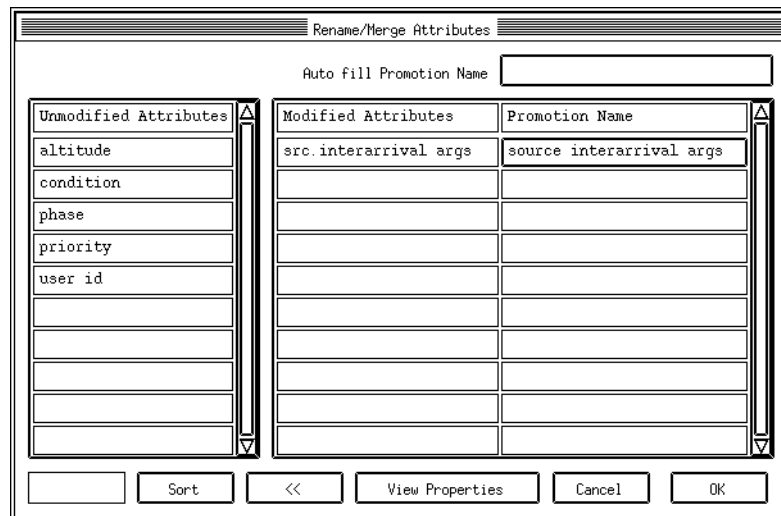 Rename/Merge Attributes
Auto fill Promotion Name
Unmodified Attributes
altitude
condition
phase
priority
user id
Modified Attributes Promotion Name
src.interarrival args source interarrival args
Sort << View Properties Cancel OK